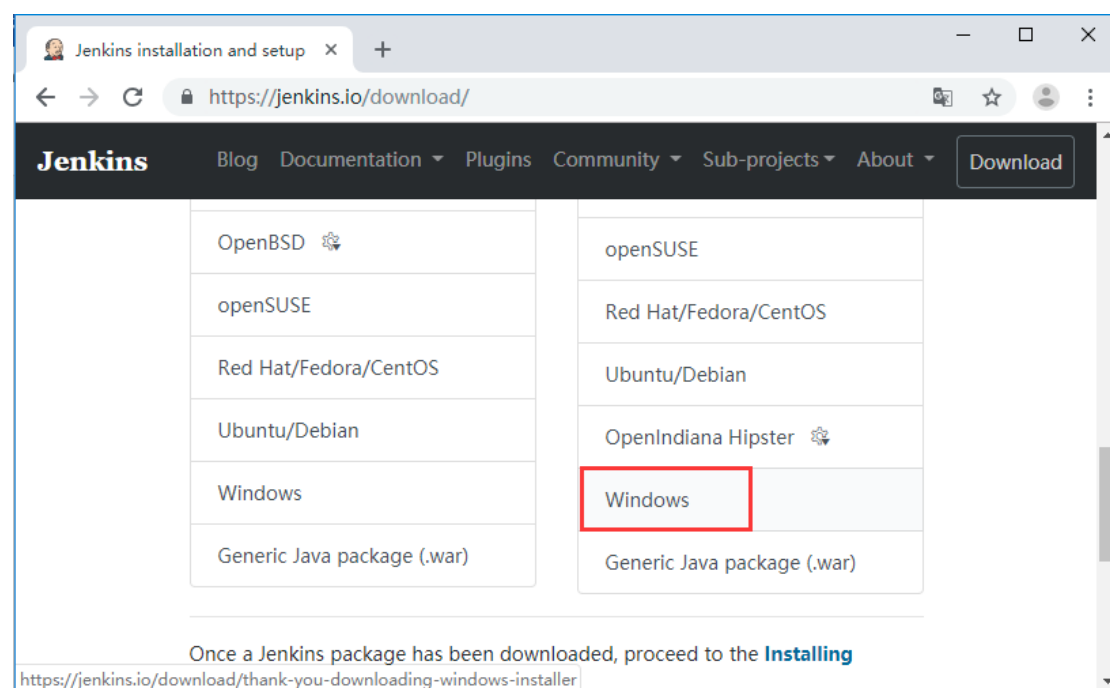 Jenkins installation and setup
https://jenkins.io/download/
Jenkins Blog Documentation Plugins Community Sub-projects About Download
OpenBSD
openSUSE
Red Hat/Fedora/CentOS
Ubuntu/Debian
Windows
Generic Java package (.war)
openSUSE
Red Hat/Fedora/CentOS
Ubuntu/Debian
OpenIndiana Hipster
Windows
Generic Java package (.war)
Once a Jenkins package has been downloaded, proceed to the Installing
https://jenkins.io/download/thank-you-downloading-windows-installer